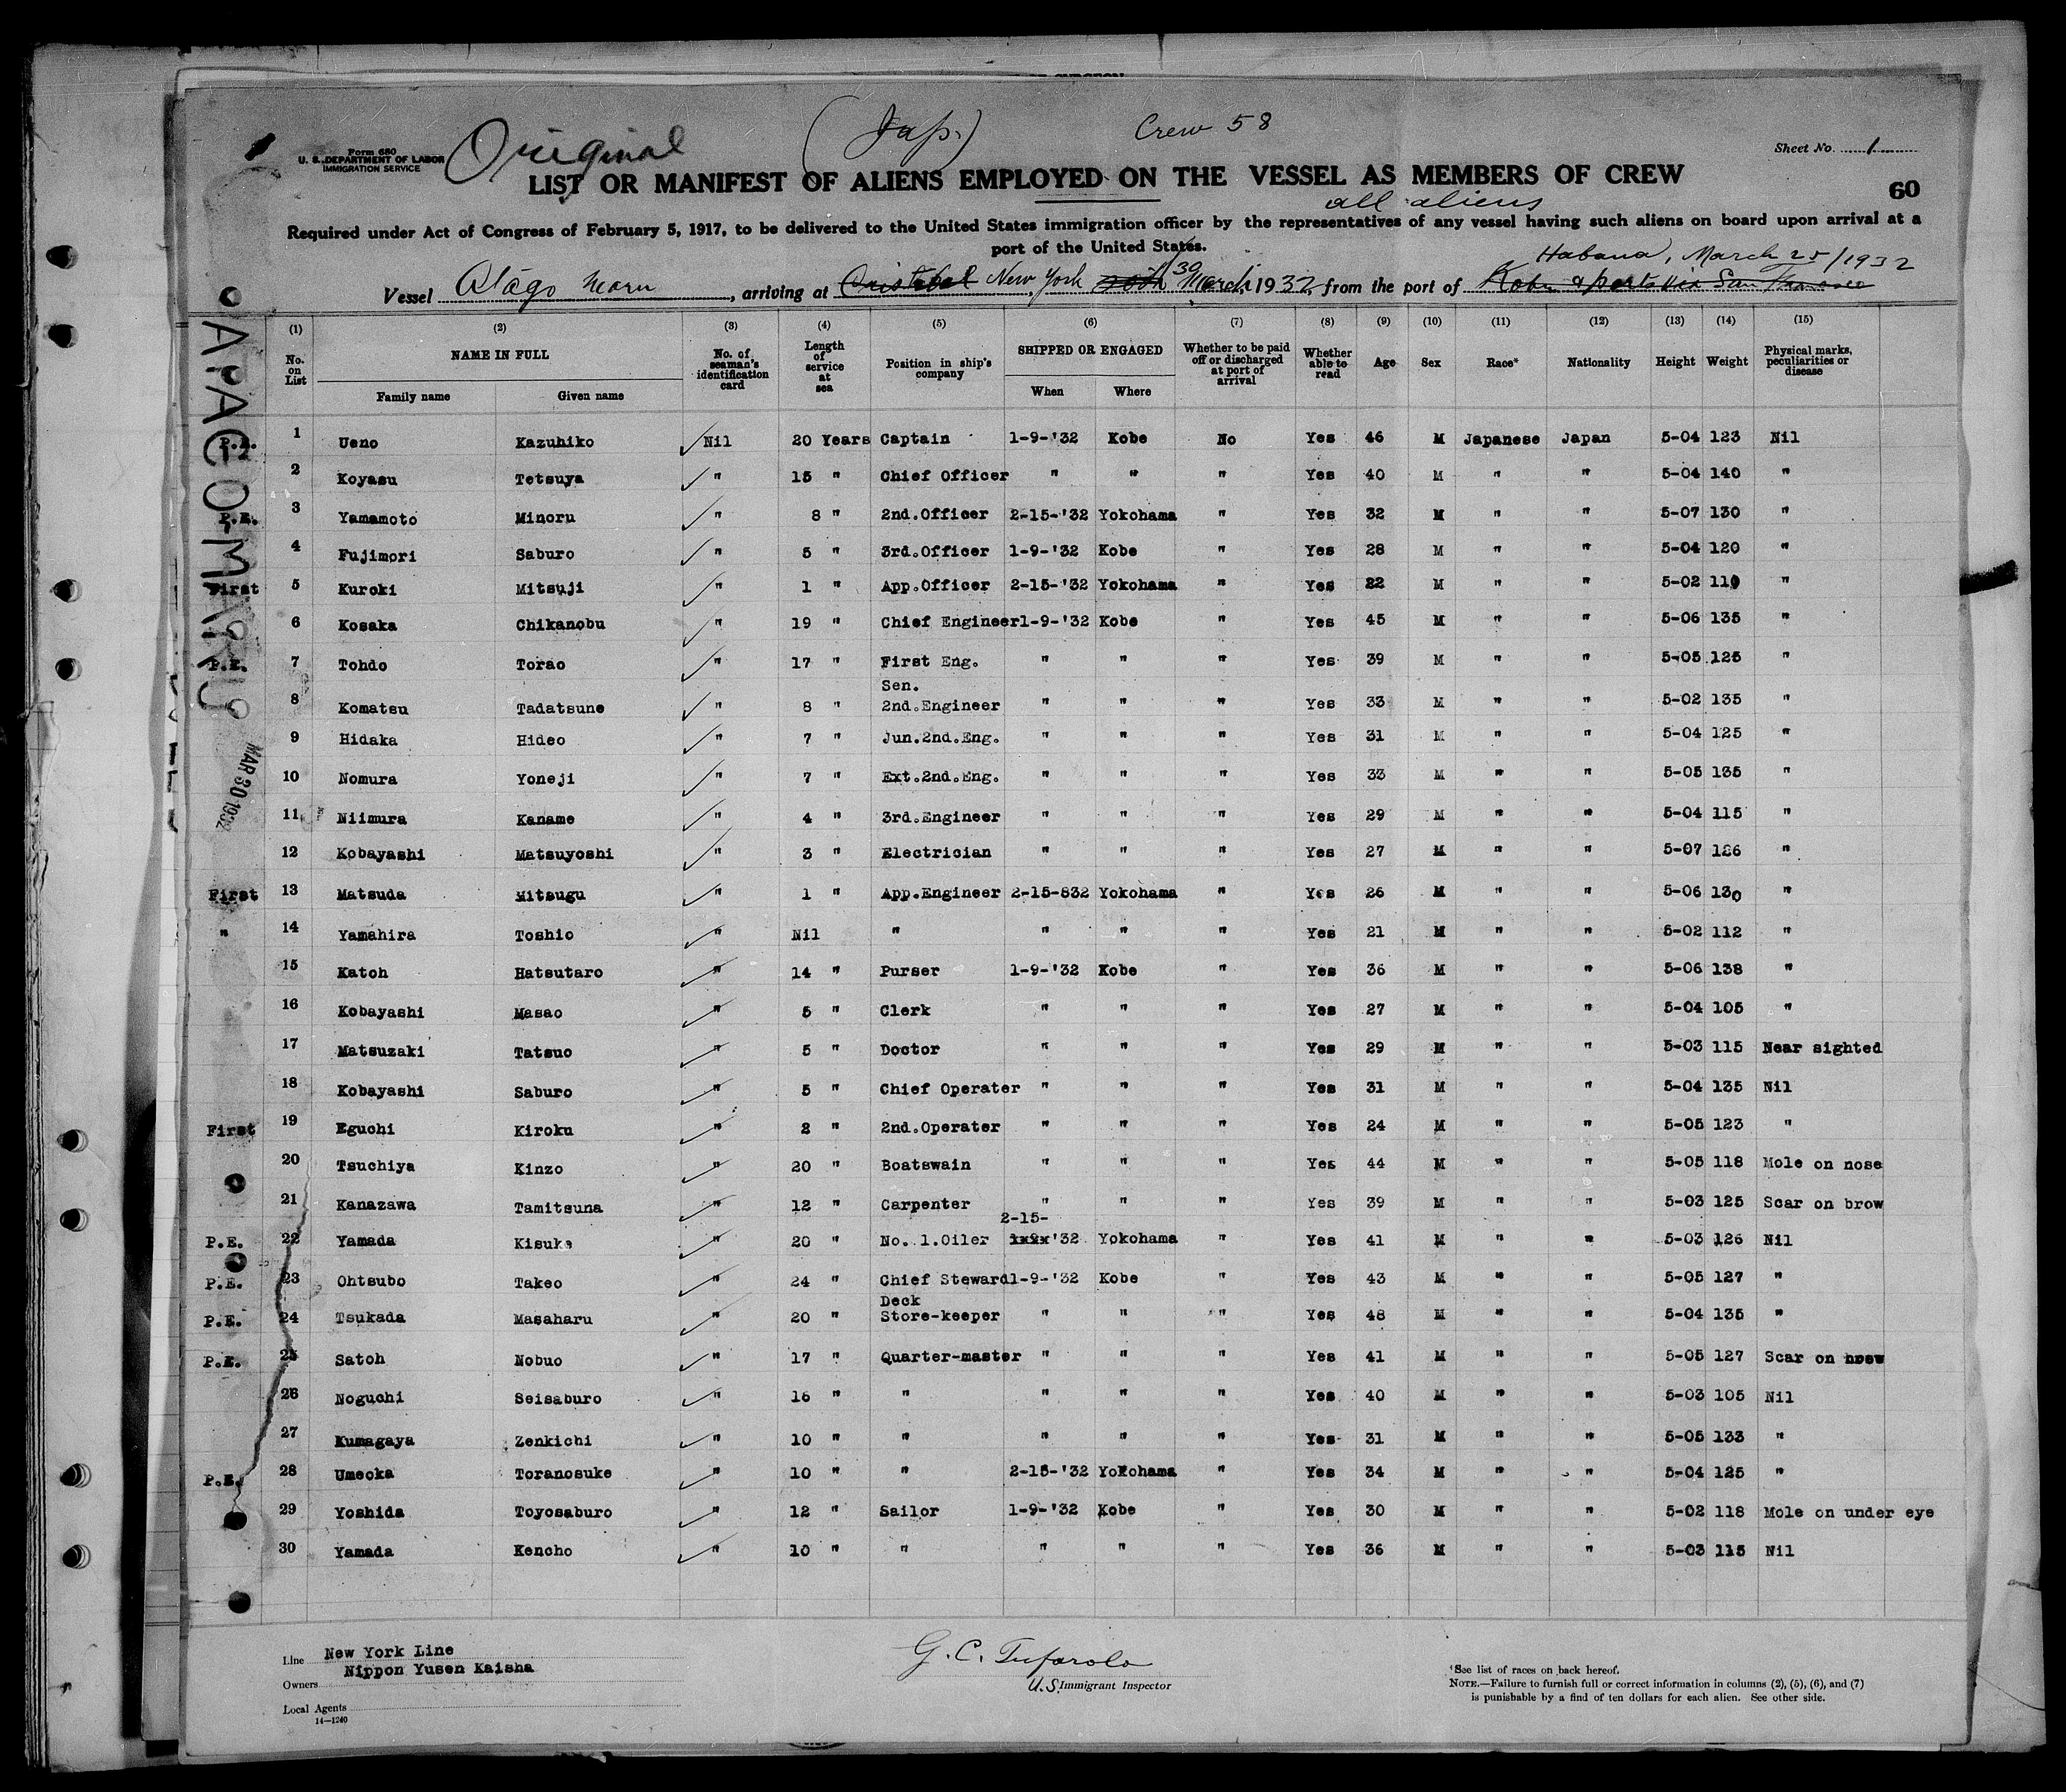 Original (Jap.) Crew 58
Form 680
U. S. DEPARTMENT OF LABOR
IMMIGRATION SERVICE
Sheet No. 1
LIST OR MANIFEST OF ALIENS EMPLOYED ON THE VESSEL AS MEMBERS OF CREW
60
all aliens
Required under Act of Congress of February 5, 1917, to be delivered to the United States immigration officer by the representatives of any vessel having such aliens on board upon arrival at a
port of the United States.
Habana, March 25/1932
Vessel Atago Maru, arriving at Cristobal New York 30 March, 1932, from the port of Kobe & ports via San Francisco
ATAGO-MARU
MAR 30 1932
(1) (2) (3) (4) (5) (6) (7) (8) (9) (10) (11) (12) (13) (14) (15)
No. on List NAME IN FULL Family name Given name No. of seaman's identification card Length of service at sea Position in ship's company SHIPPED OR ENGAGED When Where Whether to be paid off or discharged at port of arrival Whether able to read Age Sex Race* Nationality Height Weight Physical marks, peculiarities or disease
P.E. 1 Ueno Kazuhiko Nil 20 Years Captain 1-9-'32 Kobe No Yes 46 M Japanese Japan 5-04 123 Nil
2 Koyasu Tetsuya " 15 " Chief Officer " " " Yes 40 M " " 5-04 140 "
P.E. 3 Yamamoto Minoru " 8 " 2nd.Officer 2-15-'32 Yokohama " Yes 32 M " " 5-07 130 "
4 Fujimori Saburo " 5 " 3rd.Officer 1-9-'32 Kobe " Yes 28 M " " 5-04 120 "
First 5 Kuroki Mitsuji " 1 " App.Officer 2-15-'32 Yokohama " Yes 22 M " " 5-02 110 "
6 Kosaka Chikanobu " 19 " Chief Engineer 1-9-'32 Kobe " Yes 45 M " " 5-06 135 "
P.E. 7 Tohdo Torao " 17 " First Eng. " " " Yes 39 M " " 5-05 125 "
8 Komatsu Tadatsune " 8 " Sen. 2nd.Engineer " " " Yes 33 M " " 5-02 135 "
9 Hidaka Hideo " 7 " Jun.2nd.Eng. " " " Yes 31 M " " 5-04 125 "
10 Nomura Yoneji " 7 " Ext.2nd.Eng. " " " Yes 33 M " " 5-05 135 "
11 Niimura Kaname " 4 " 3rd.Engineer " " " Yes 29 M " " 5-04 115 "
12 Kobayashi Matsuyoshi " 3 " Electrician " " " Yes 27 M " " 5-07 126 "
First 13 Matsuda Mitsugu " 1 " App.Engineer 2-15-832 Yokohama " Yes 26 M " " 5-06 130 "
" 14 Yamahira Toshio " Nil " " " " Yes 21 M " " 5-02 112 "
15 Katoh Hatsutaro " 14 " Purser 1-9-'32 Kobe " Yes 36 M " " 5-06 138 "
16 Kobayashi Masao " 5 " Clerk " " " Yes 27 M " " 5-04 105 "
17 Matsuzaki Tatsuo " 5 " Doctor " " " Yes 29 M " " 5-03 115 Near sighted
18 Kobayashi Saburo " 5 " Chief Operater " " " Yes 31 M " " 5-04 135 Nil
First 19 Eguchi Kiroku " 2 " 2nd.Operater " " " Yes 24 M " " 5-05 123 "
20 Tsuchiya Kinzo " 20 " Boatswain " " " Yes 44 M " " 5-05 118 Mole on nose
21 Kanazawa Tamitsuna " 12 " Carpenter " " " Yes 39 M " " 5-03 125 Scar on brow
P.E. 22 Yamada Kisuke " 20 " No. 1.Oiler 2-15-'32 Yokohama " Yes 41 M " " 5-03 126 Nil
P.E. 23 Ohtsubo Takeo " 24 " Chief Steward 1-9-'32 Kobe " Yes 43 M " " 5-05 127 "
P.E. 24 Tsukada Masaharu " 20 " Deck Store-keeper " " " Yes 48 M " " 5-04 135 "
P.E. 25 Satoh Nobuo " 17 " Quarter-master " " " Yes 41 M " " 5-05 127 Scar on
26 Noguchi Seisaburo " 16 " " " " " Yes 40 M " " 5-03 105 Nil
27 Kumagaya Zenkichi " 10 " " " " " Yes 31 M " " 5-05 133 "
P.E. 28 Umeoka Toranosuke " 10 " " 2-15-'32 Yokohama " Yes 34 M " " 5-04 125 "
29 Yoshida Toyosaburo " 12 " Sailor 1-9-'32 Kobe " Yes 30 M " " 5-02 118 Mole on under eye
30 Yamada Kencho " 10 " " " " " Yes 36 M " " 5-03 115 Nil
Line New York Line
Nippon Yusen Kaisha
Owners
Local Agents
14—1240
G. C. Tufarolo
U.S. Immigrant Inspector
*See list of races on back hereof.
NOTE.—Failure to furnish full or correct information in columns (2), (5), (6), and (7)
is punishable by a find of ten dollars for each alien. See other side.